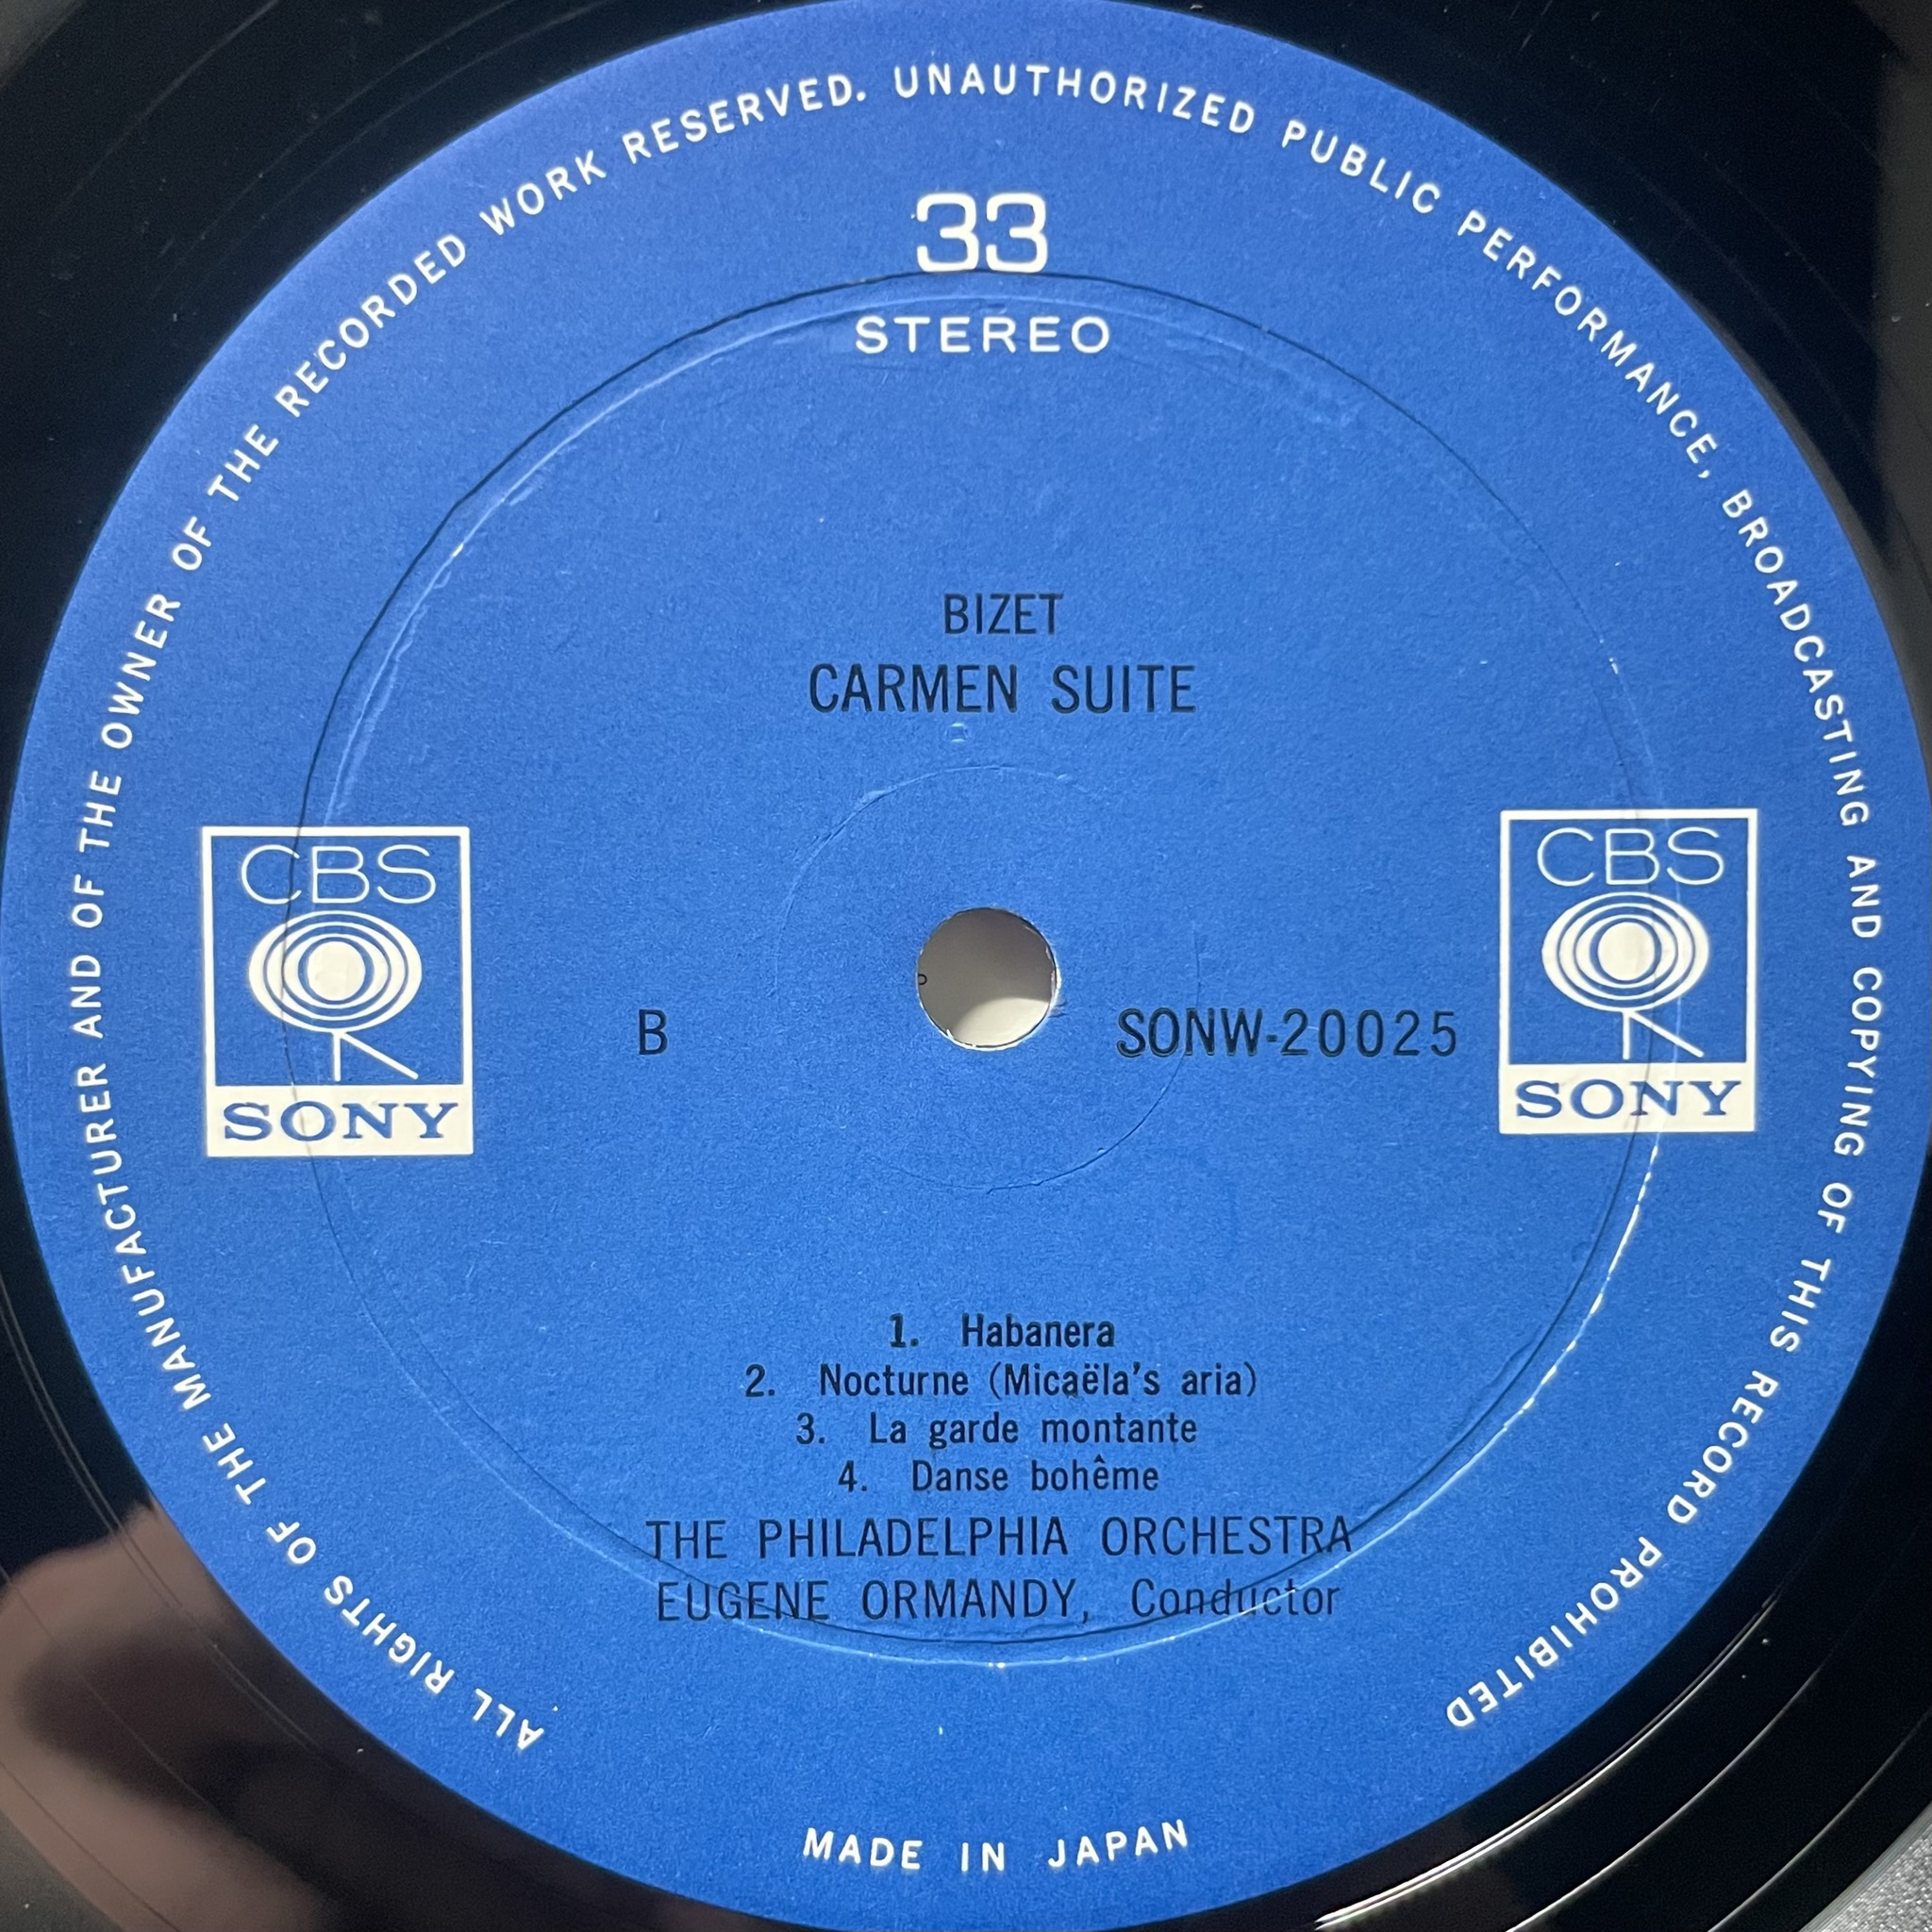 ALL RIGHTS OF THE MANUFACTURER AND OF THE OWNER OF THE RECORDED WORK RESERVED. UNAUTHORIZED PUBLIC PERFORMANCE, BROADCASTING AND COPYING OF THIS RECORD PROHIBITED
33
STEREO
BIZET
CARMEN SUITE
CBS
SONY
B
SONW-20025
CBS
SONY
1. Habanera
2. Nocturne (Micaëla's aria)
3. La garde montante
4. Danse bohême
THE PHILADELPHIA ORCHESTRA
EUGENE ORMANDY, Conductor
MADE IN JAPAN